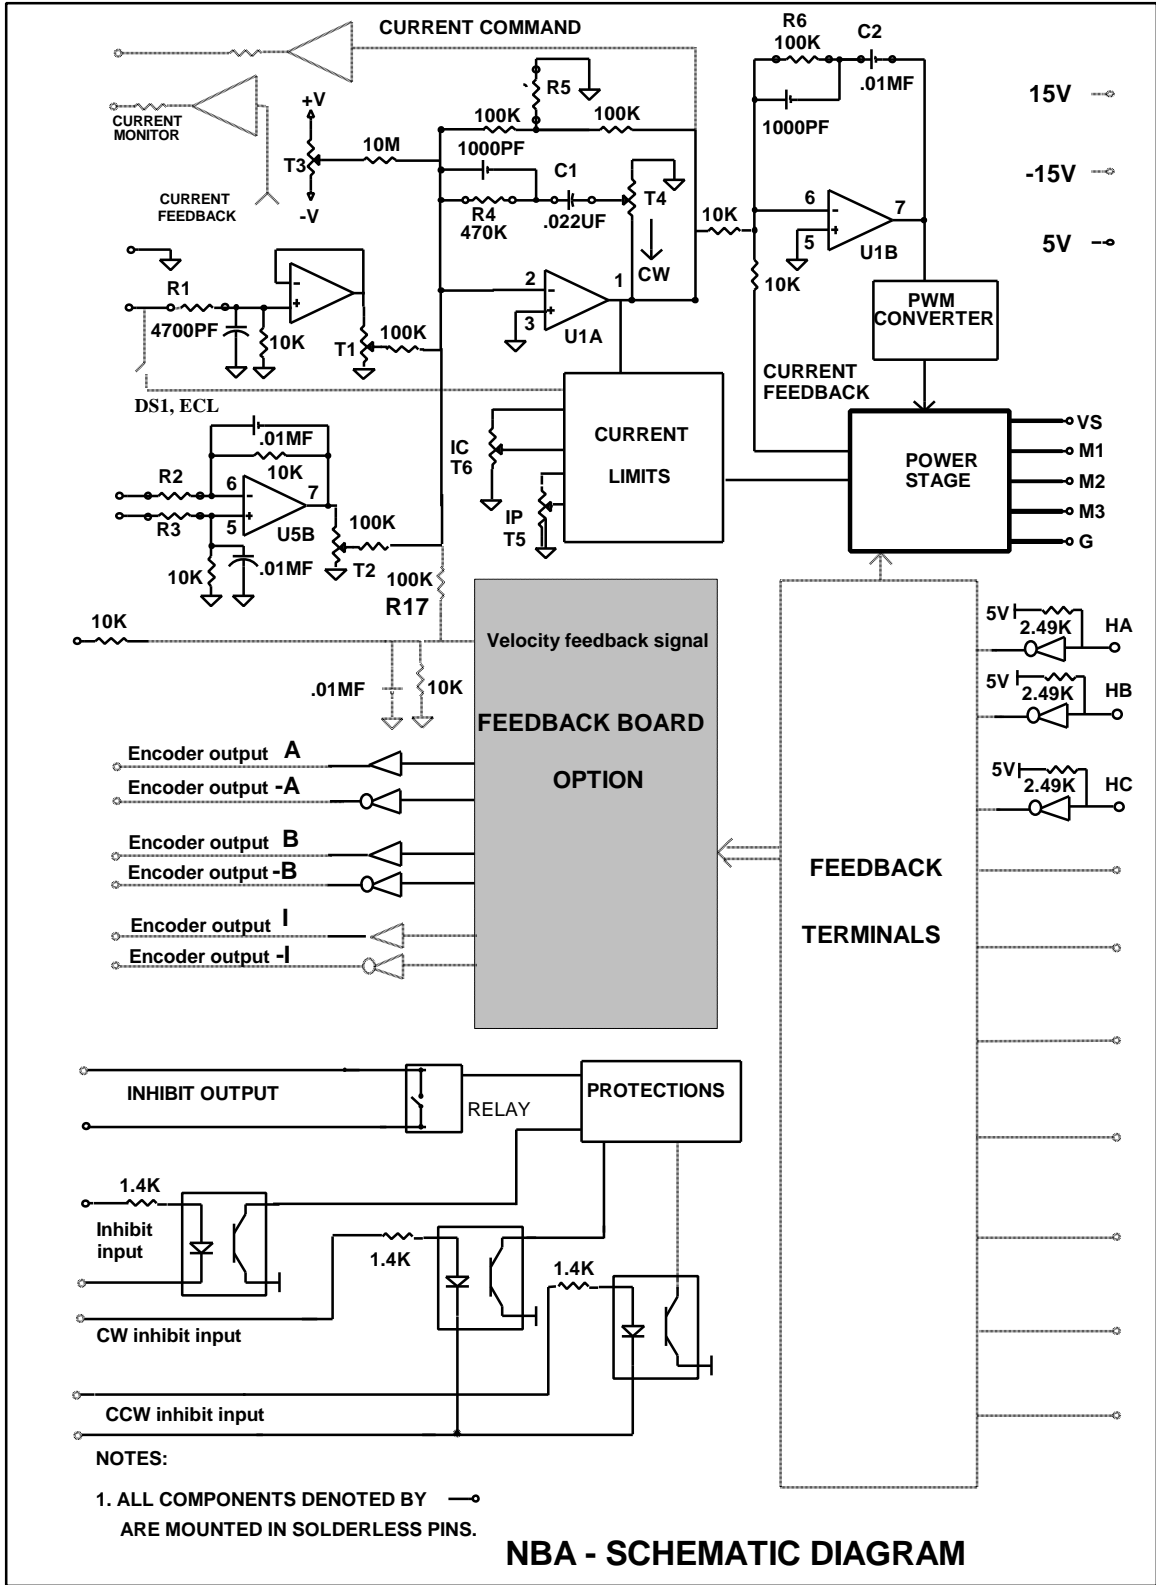 CURRENT COMMAND
R6
100K
C2
.01MF
1000PF
15V
-15V
5V
R5
100K
100K
1000PF
+V
CURRENT
MONITOR
T3
10M
-V
CURRENT
FEEDBACK
C1
R4
470K
.022UF
T4
CW
10K
6
5
7
U1B
10K
R1
4700PF
10K
T1
100K
2
3
1
U1A
PWM
CONVERTER
CURRENT
FEEDBACK
DS1, ECL
.01MF
10K
R2
R3
6
5
7
U5B
100K
T2
10K
.01MF
IC
T6
IP
T5
CURRENT
LIMITS
POWER
STAGE
VS
M1
M2
M3
G
100K
R17
10K
.01MF
10K
Velocity feedback signal
FEEDBACK BOARD
OPTION
5V
2.49K
HA
5V
2.49K
HB
5V
2.49K
HC
Encoder output A
Encoder output -A
Encoder output B
Encoder output -B
Encoder output I
Encoder output -I
FEEDBACK
TERMINALS
INHIBIT OUTPUT
RELAY
PROTECTIONS
1.4K
Inhibit
input
1.4K
1.4K
CW inhibit input
CCW inhibit input
NOTES:
1. ALL COMPONENTS DENOTED BY
ARE MOUNTED IN SOLDERLESS PINS.
NBA - SCHEMATIC DIAGRAM